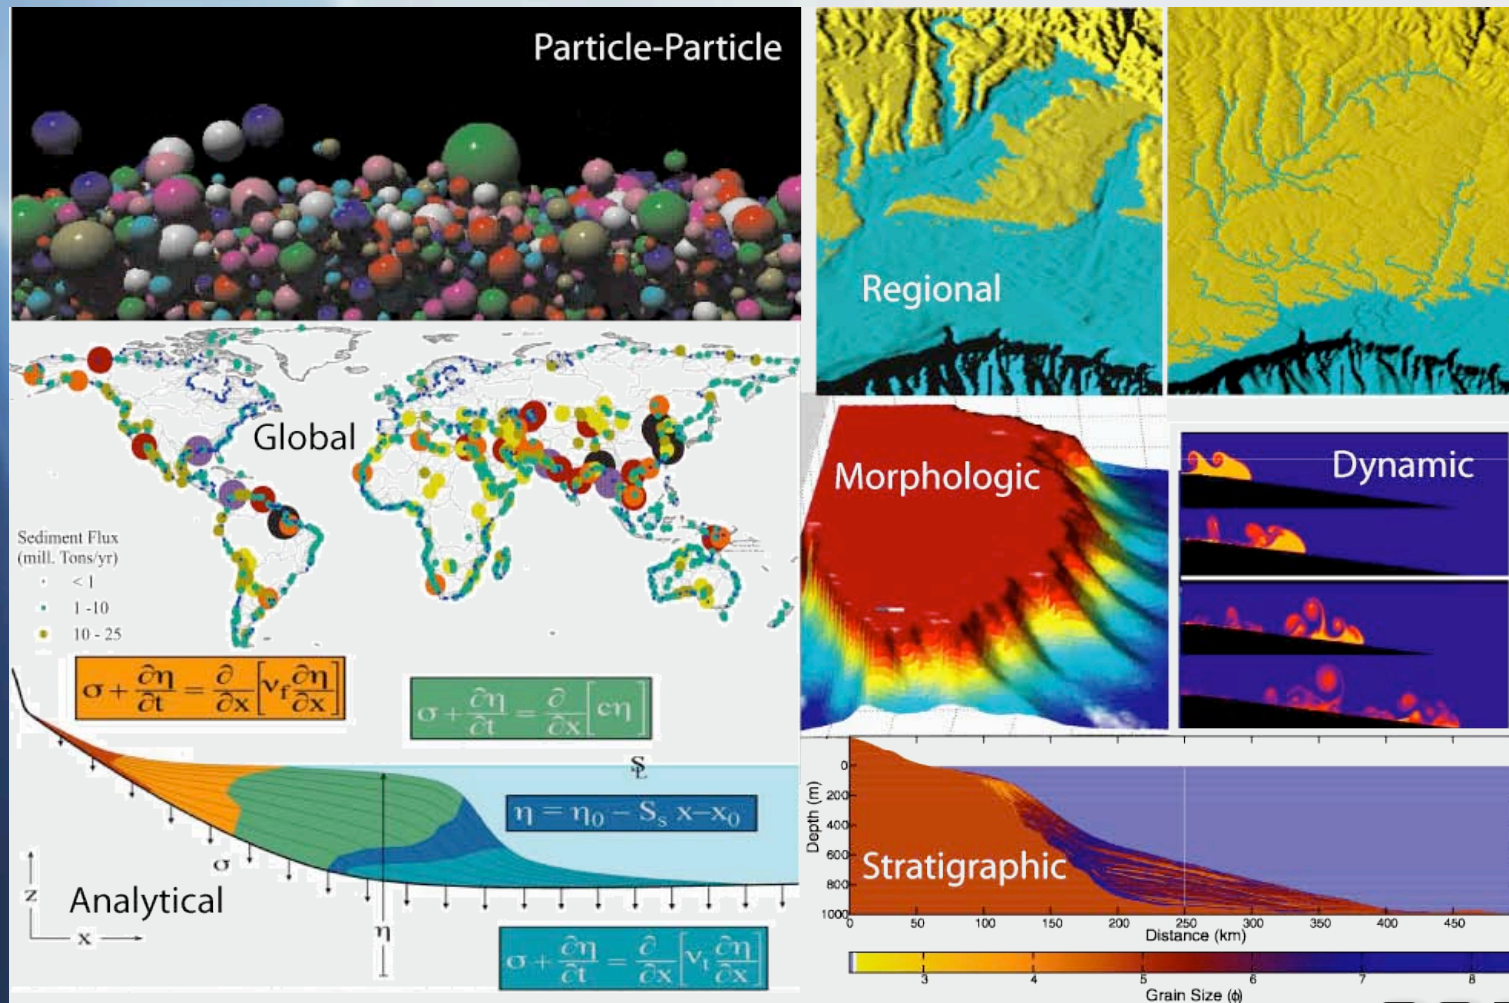 Particle-Particle
Regional
Global
Sediment Flux
(mill. Tons/yr)
< 1
1 -10
10 - 25
Morphologic
Dynamic
σ + ∂η/∂t = ∂/∂x [ν_f ∂η/∂x]
σ + ∂η/∂t = ∂/∂x [cη]
SL
η = η₀ − S_s x−x₀
σ
Analytical
z
x
η
σ + ∂η/∂t = ∂/∂x [ν_t ∂η/∂x]
Stratigraphic
Depth (m)
0
200
400
600
800
1000
0 50 100 150 200 250 300 350 400 450
Distance (km)
3 4 5 6 7 8
Grain Size (ϕ)